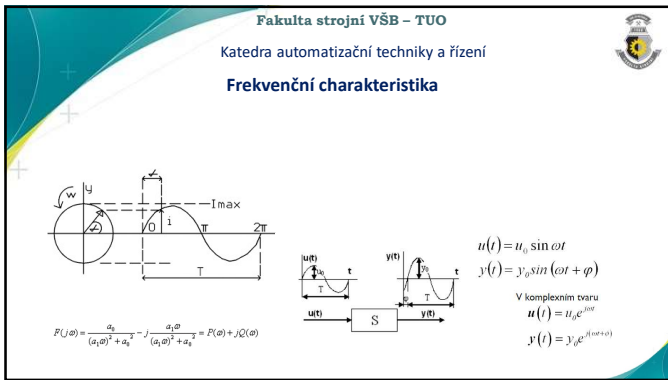 Fakulta strojní VŠB – TUO
Katedra automatizační techniky a řízení
Frekvenční charakteristika
w y Imax
i
0 π 2π
T
F(jω) = a₀ / ((a₁ω)² + a₀²) − j a₁ω / ((a₁ω)² + a₀²) = P(ω) + jQ(ω)
u(t) u₀ t
T
y(t) y₀ t
φ T
u(t) S y(t)
u(t) = u₀ sin ωt
y(t) = y₀ sin (ωt + φ)
V komplexním tvaru
u(t) = u₀e^{jωt}
y(t) = y₀e^{j(ωt+φ)}